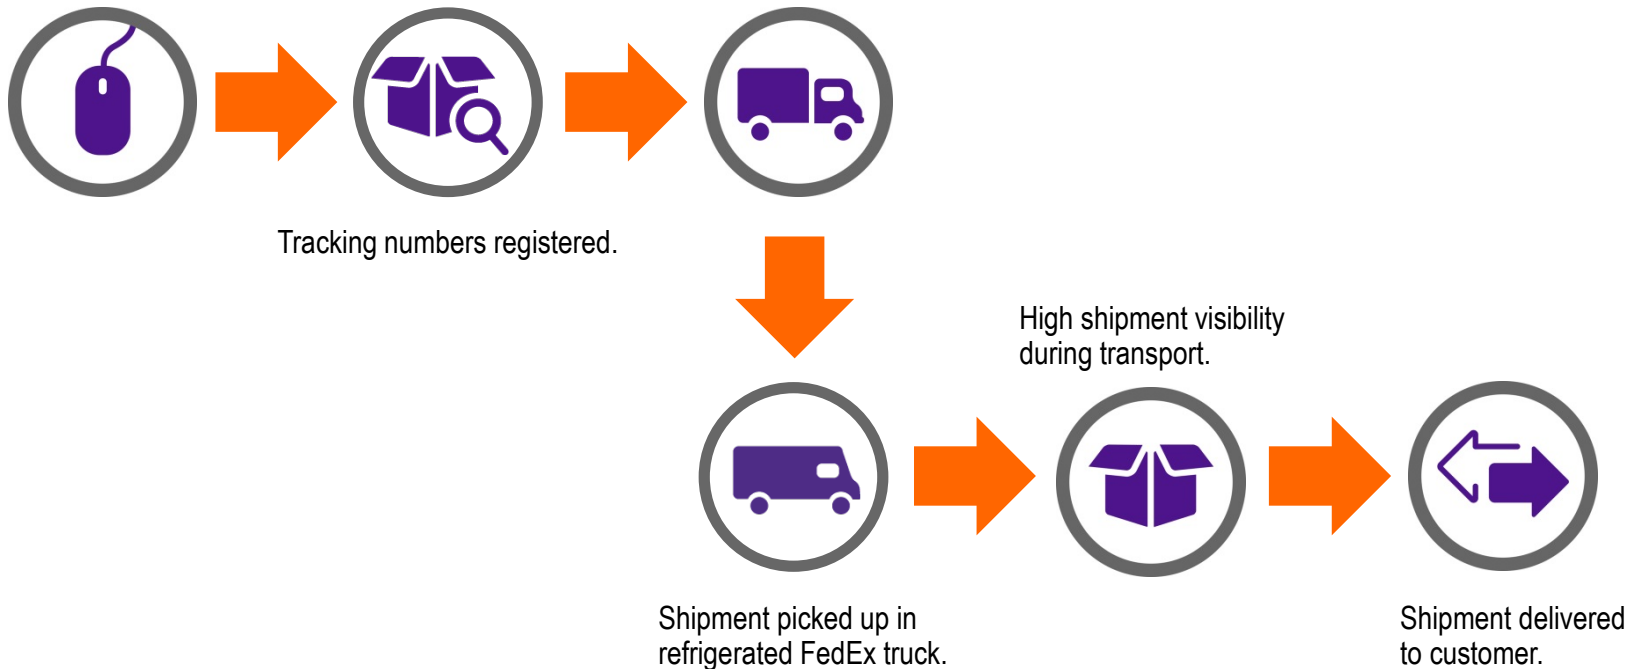 Tracking numbers registered.
High shipment visibility
during transport.
Shipment picked up in
refrigerated FedEx truck.
Shipment delivered
to customer.